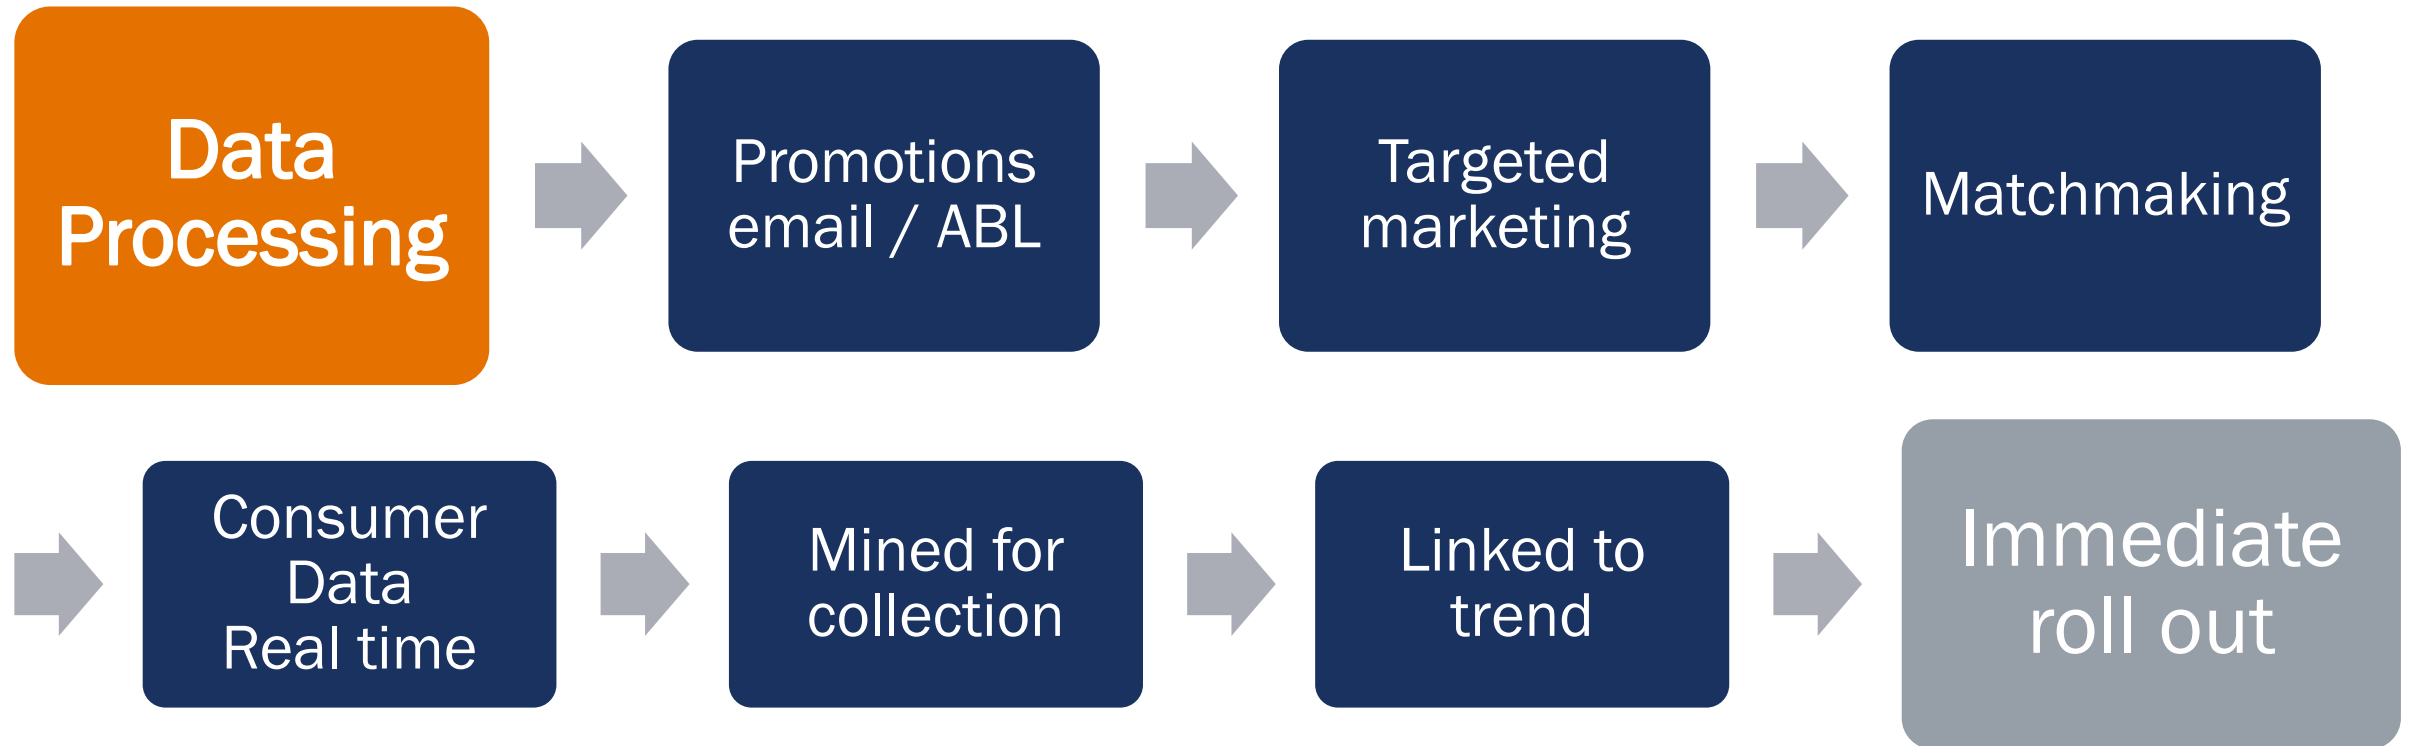 Data
Processing
Promotions
email / ABL
Targeted
marketing
Matchmaking
Consumer
Data
Real time
Mined for
collection
Linked to
trend
Immediate
roll out